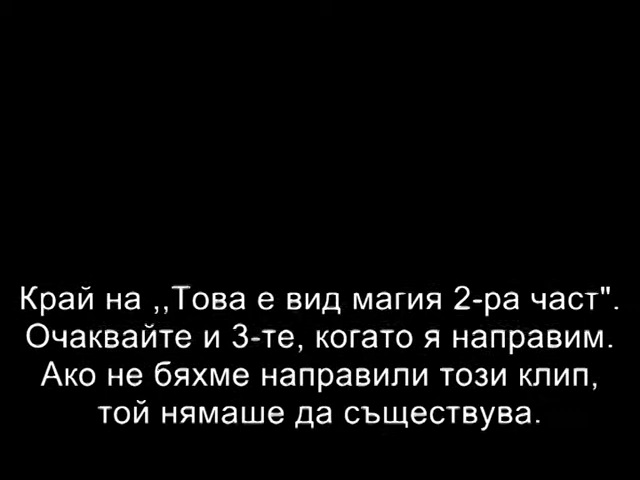 Край на ,,Това е вид магия 2-ра част".
Очаквайте и 3-те, когато я направим.
Ако не бяхме направили този клип,
той нямаше да съществува.